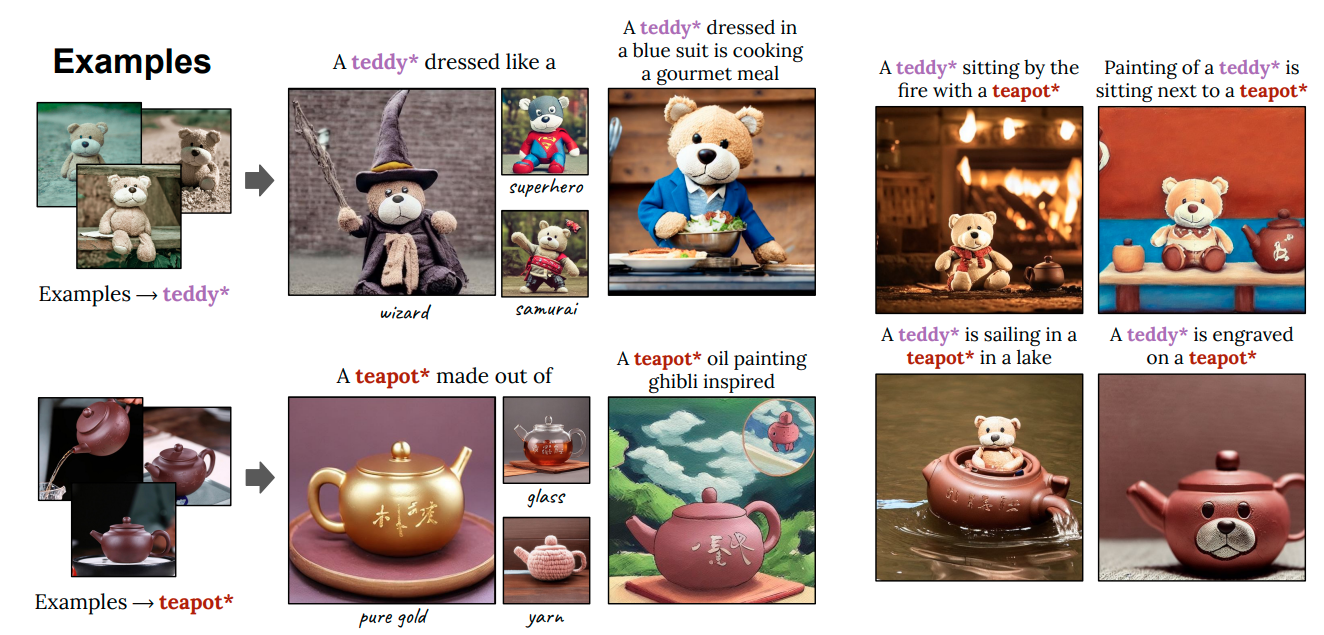 Examples
A teddy* dressed like a
A teddy* dressed in
a blue suit is cooking
a gourmet meal
superhero
samurai
wizard
Examples → teddy*
A teddy* sitting by the
fire with a teapot*
Painting of a teddy* is
sitting next to a teapot*
A teapot* made out of
A teapot* oil painting
ghibli inspired
glass
yarn
pure gold
Examples → teapot*
A teddy* is sailing in a
teapot* in a lake
A teddy* is engraved
on a teapot*